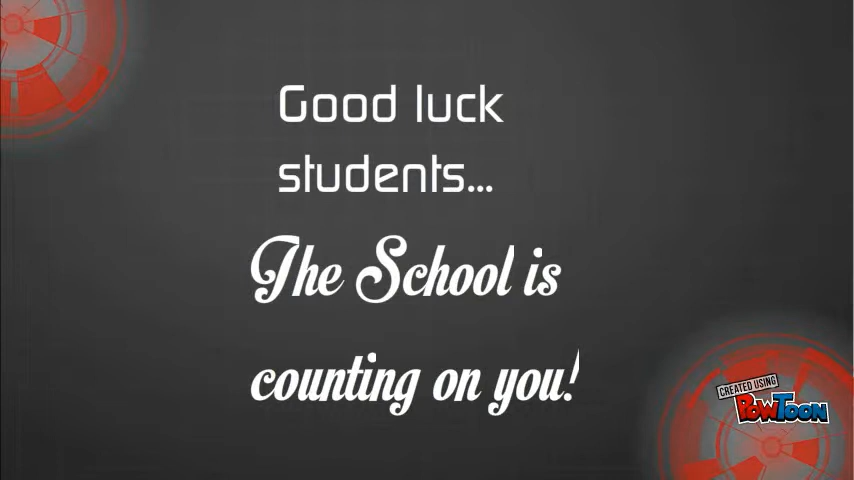 Good luck
students...
The School is
counting on you!
CREATED USING
POWTOON